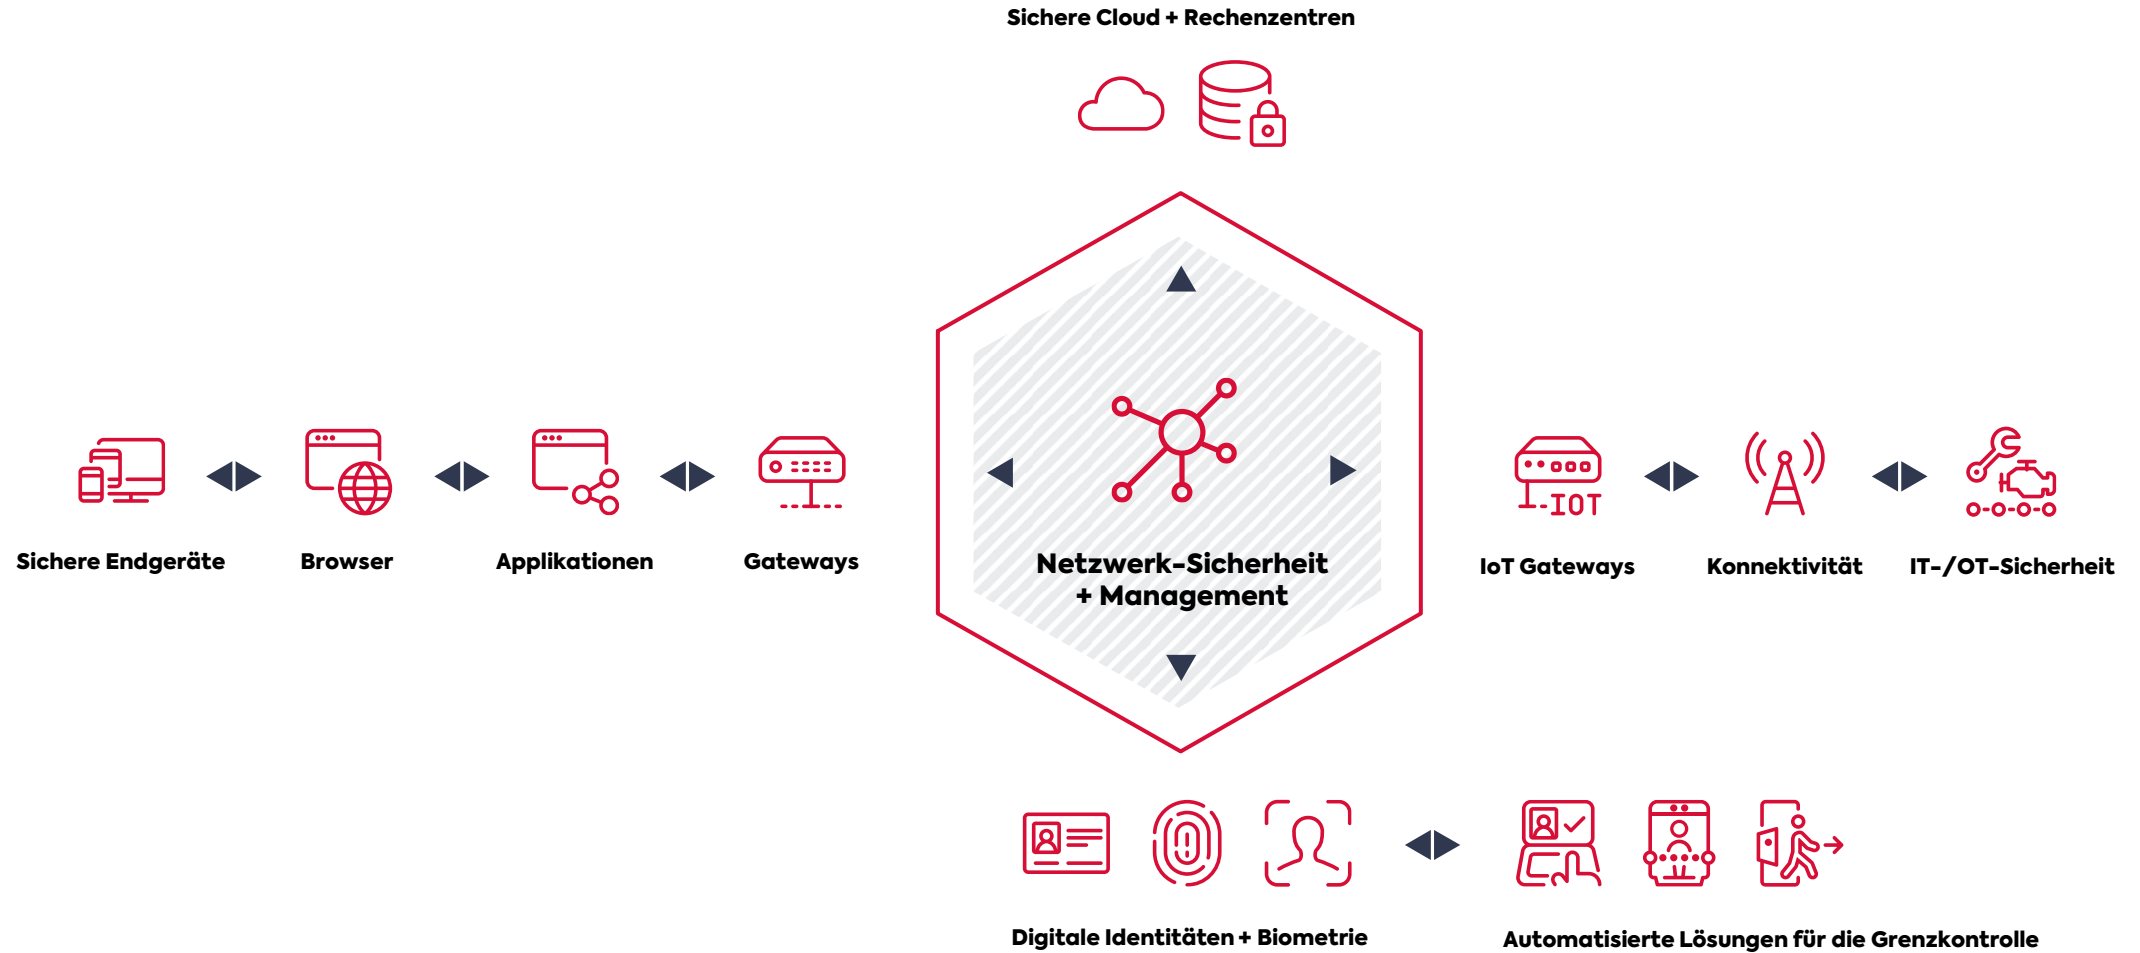 Sichere Cloud + Rechenzentren
IOT
Sichere Endgeräte
Browser
Applikationen
Gateways
Netzwerk-Sicherheit
+ Management
IoT Gateways
Konnektivität
IT-/OT-Sicherheit
Digitale Identitäten + Biometrie
Automatisierte Lösungen für die Grenzkontrolle